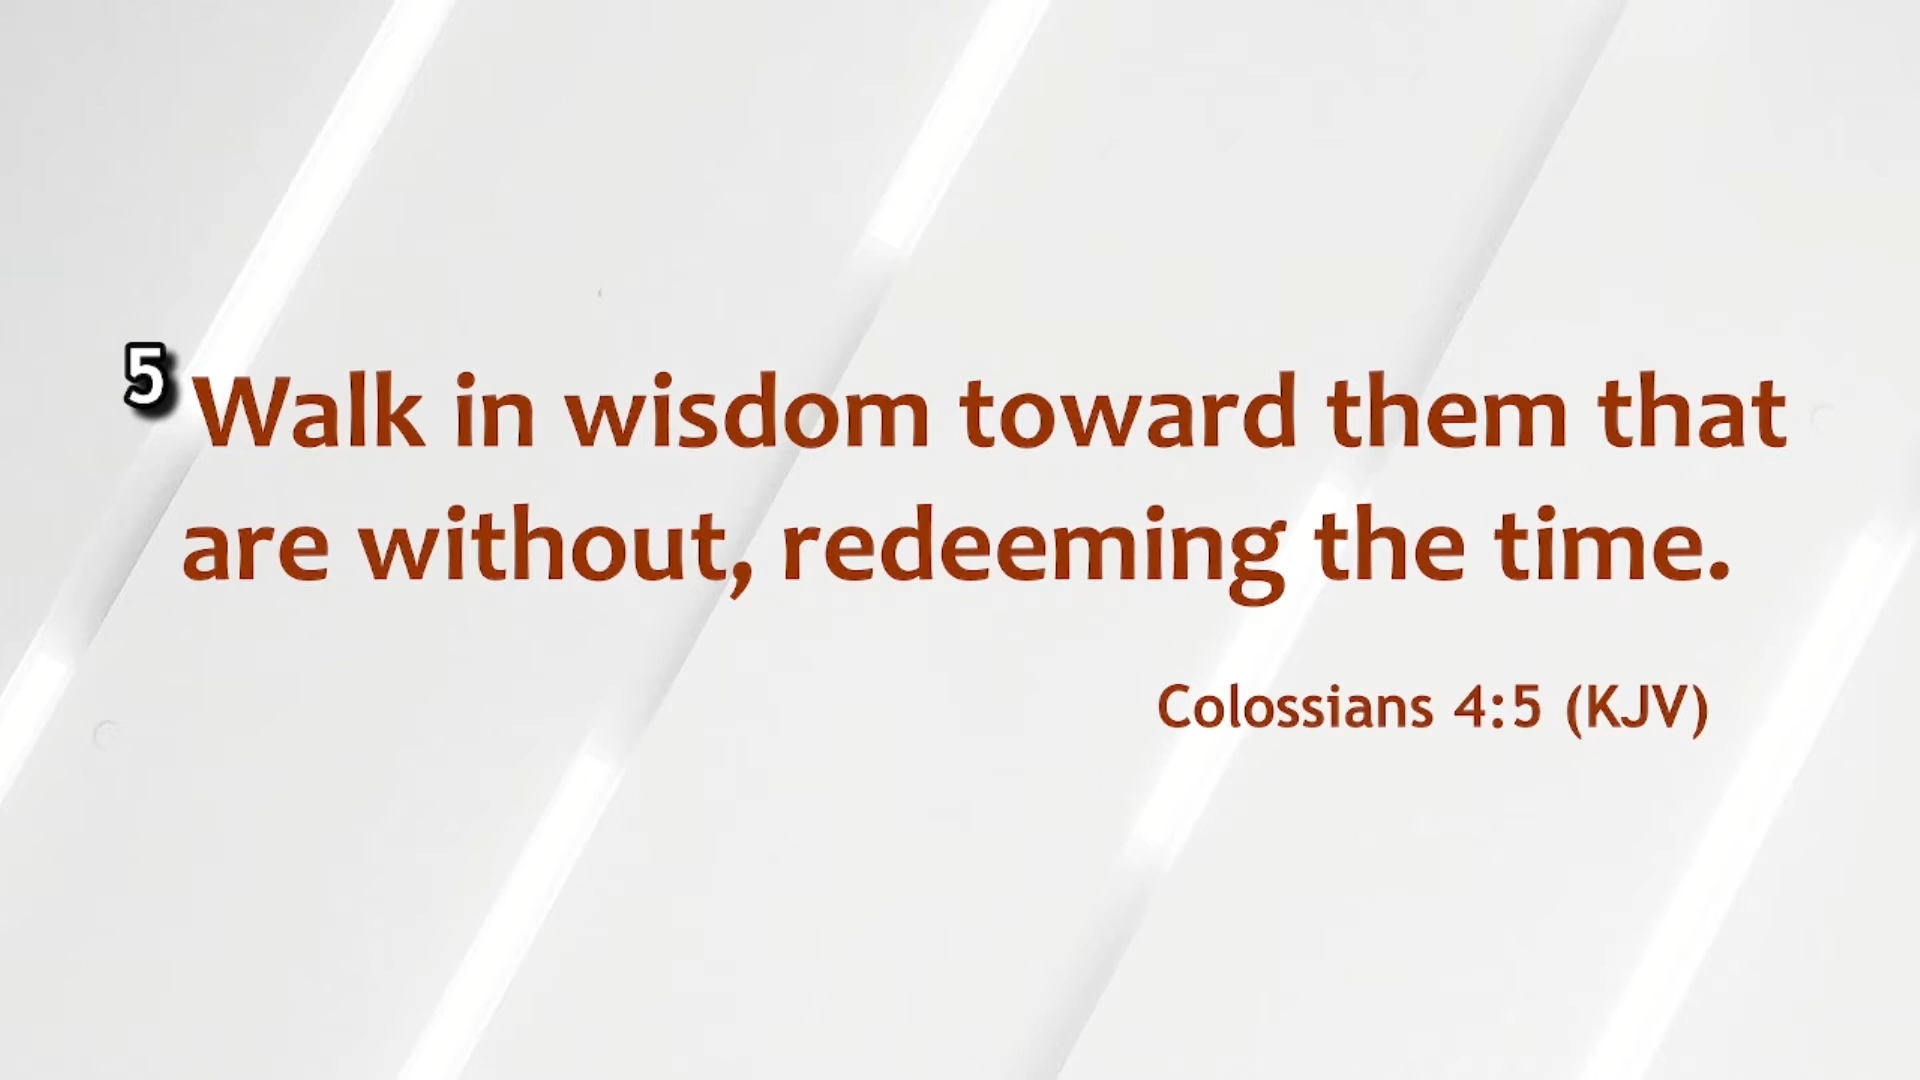 5 Walk in wisdom toward them that
are without, redeeming the time.
Colossians 4:5 (KJV)